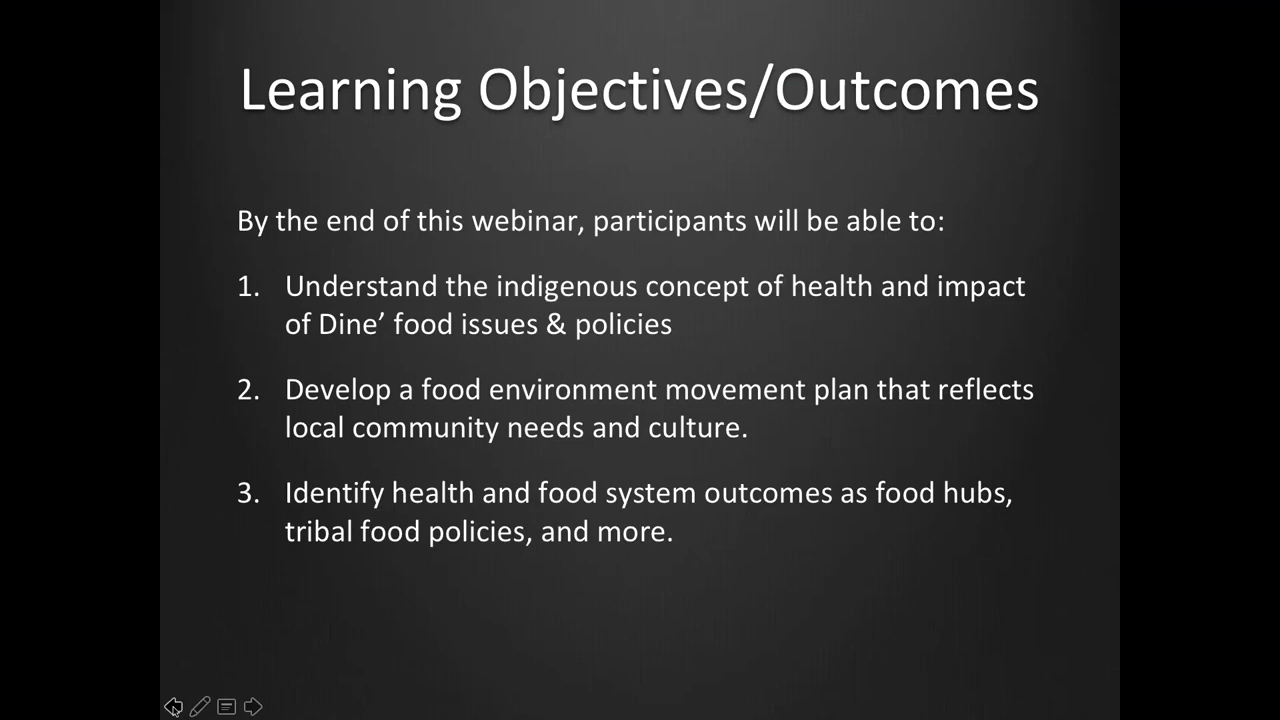 Learning Objectives/Outcomes
By the end of this webinar, participants will be able to:
1. Understand the indigenous concept of health and impact
of Dine’ food issues & policies
2. Develop a food environment movement plan that reflects
local community needs and culture.
3. Identify health and food system outcomes as food hubs,
tribal food policies, and more.